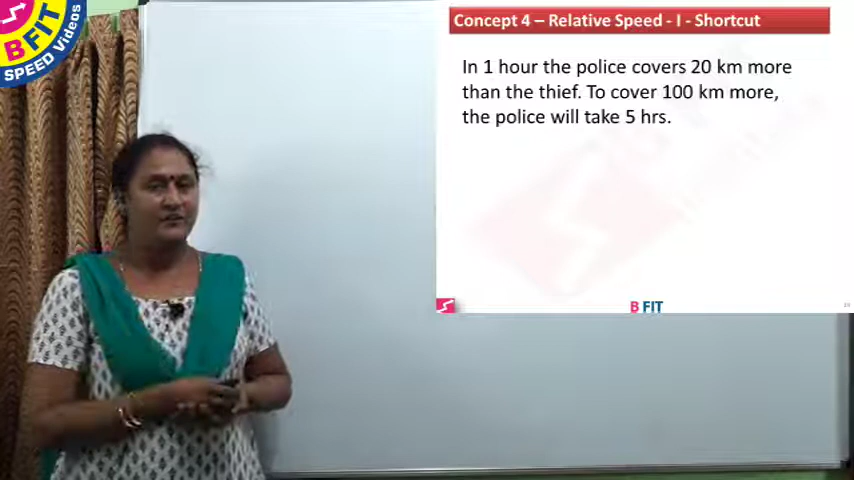 BFIT
SPEED Videos
Concept 4 – Relative Speed - I - Shortcut
In 1 hour the police covers 20 km more
than the thief. To cover 100 km more,
the police will take 5 hrs.
B FIT